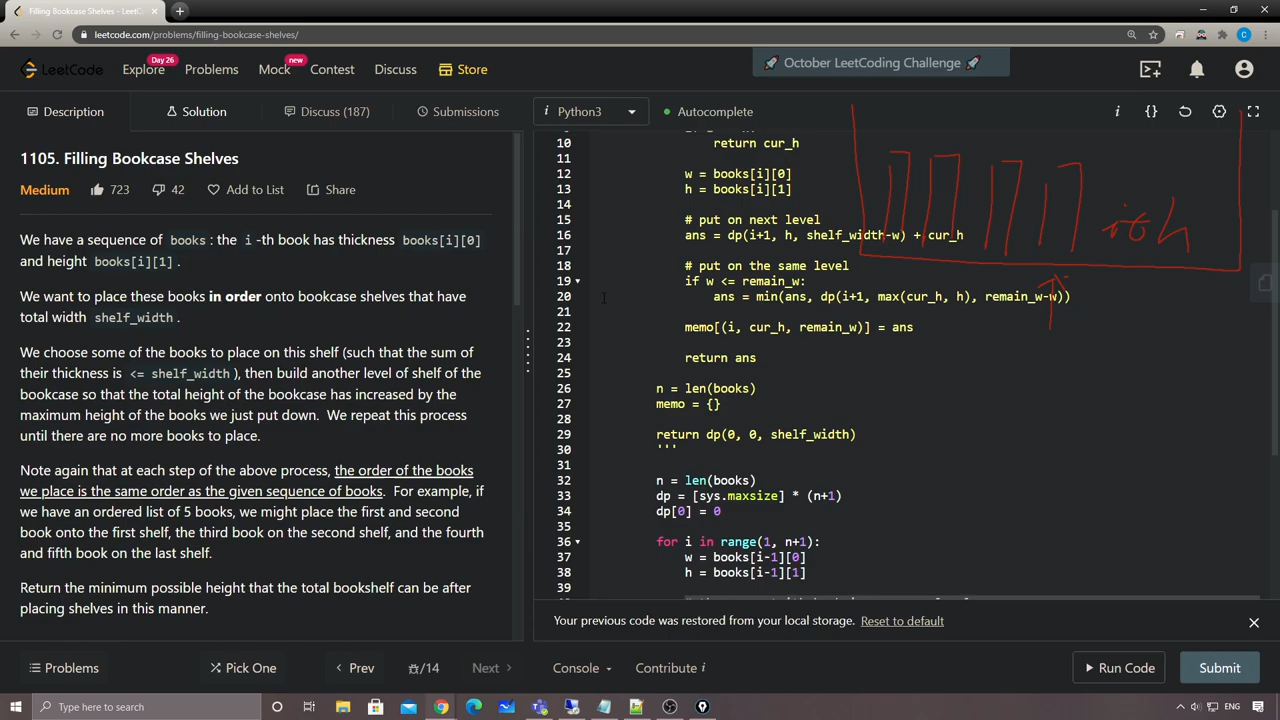 Filling Bookcase Shelves - LeetC
leetcode.com/problems/filling-bookcase-shelves/
LeetCode
Explore
Day 26
Problems
Mock
new
Contest
Discuss
Store
🚀 October LeetCoding Challenge 🚀
Description
Solution
Discuss (187)
Submissions
i Python3
Autocomplete
1105. Filling Bookcase Shelves
Medium
723
42
Add to List
Share
We have a sequence of books : the i -th book has thickness books[i][0]
and height books[i][1] .
We want to place these books in order onto bookcase shelves that have
total width shelf_width .
We choose some of the books to place on this shelf (such that the sum of
their thickness is <= shelf_width ), then build another level of shelf of the
bookcase so that the total height of the bookcase has increased by the
maximum height of the books we just put down. We repeat this process
until there are no more books to place.
Note again that at each step of the above process, the order of the books
we place is the same order as the given sequence of books. For example, if
we have an ordered list of 5 books, we might place the first and second
book onto the first shelf, the third book on the second shelf, and the fourth
and fifth book on the last shelf.
Return the minimum possible height that the total bookshelf can be after
placing shelves in this manner.
10 return cur_h
11
12 w = books[i][0]
13 h = books[i][1]
14
15 # put on next level
16 ans = dp(i+1, h, shelf_width-w) + cur_h
17
18 # put on the same level
19 if w <= remain_w:
20 ans = min(ans, dp(i+1, max(cur_h, h), remain_w-w))
21
22 memo[(i, cur_h, remain_w)] = ans
23
24 return ans
25
26 n = len(books)
27 memo = {}
28
29 return dp(0, 0, shelf_width)
30 '''
31
32 n = len(books)
33 dp = [sys.maxsize] * (n+1)
34 dp[0] = 0
35
36 for i in range(1, n+1):
37 w = books[i-1][0]
38 h = books[i-1][1]
39
ith
Your previous code was restored from your local storage. Reset to default
Problems
Pick One
Prev
/14
Next
Console
Contribute i
Run Code
Submit
Type here to search
ENG